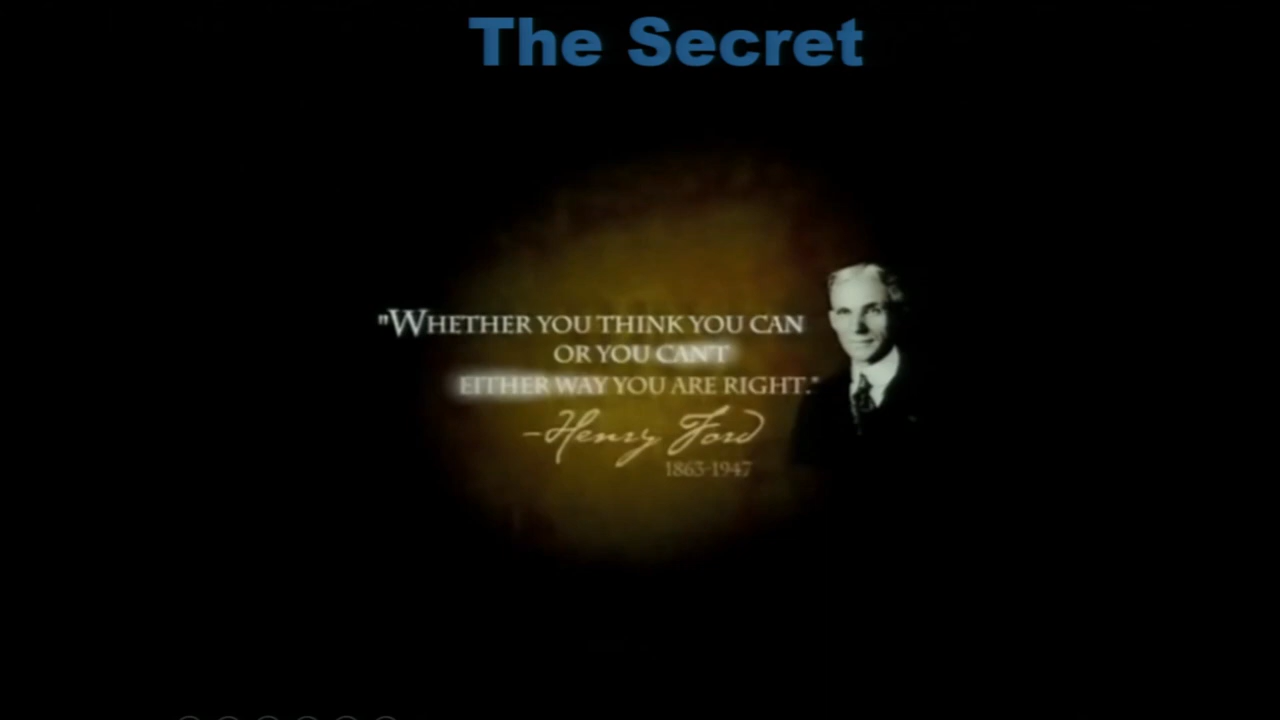 The Secret
"WHETHER YOU THINK YOU CAN
OR YOU CAN'T
EITHER WAY YOU ARE RIGHT."
-Henry Ford
1863-1947